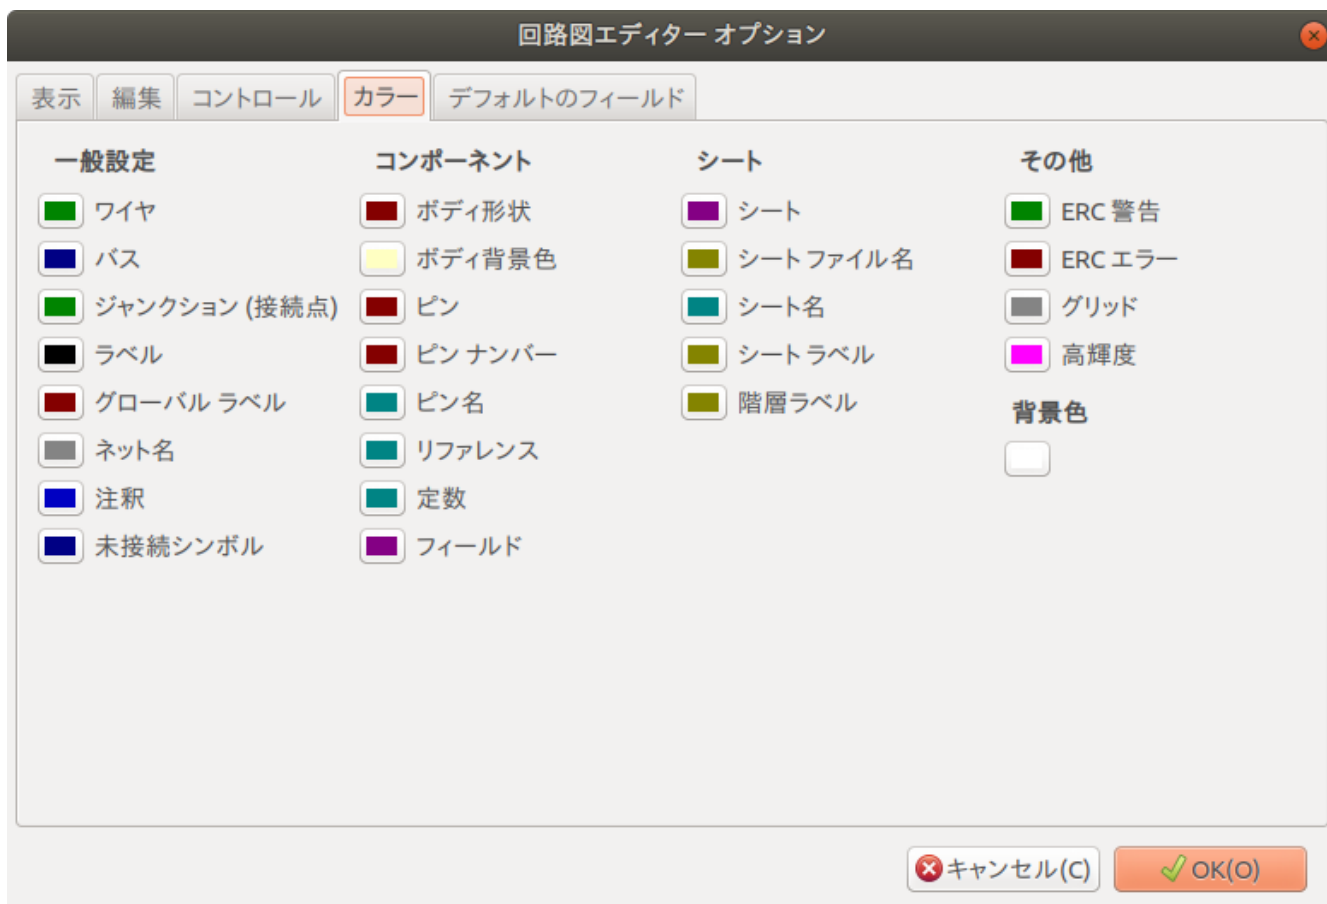 回路図エディター オプション
表示 編集 コントロール カラー デフォルトのフィールド
一般設定
ワイヤ
バス
ジャンクション (接続点)
ラベル
グローバル ラベル
ネット名
注釈
未接続シンボル
コンポーネント
ボディ形状
ボディ背景色
ピン
ピン ナンバー
ピン名
リファレンス
定数
フィールド
シート
シート
シート ファイル名
シート名
シート ラベル
階層ラベル
その他
ERC 警告
ERC エラー
グリッド
高輝度
背景色
キャンセル(C) OK(O)